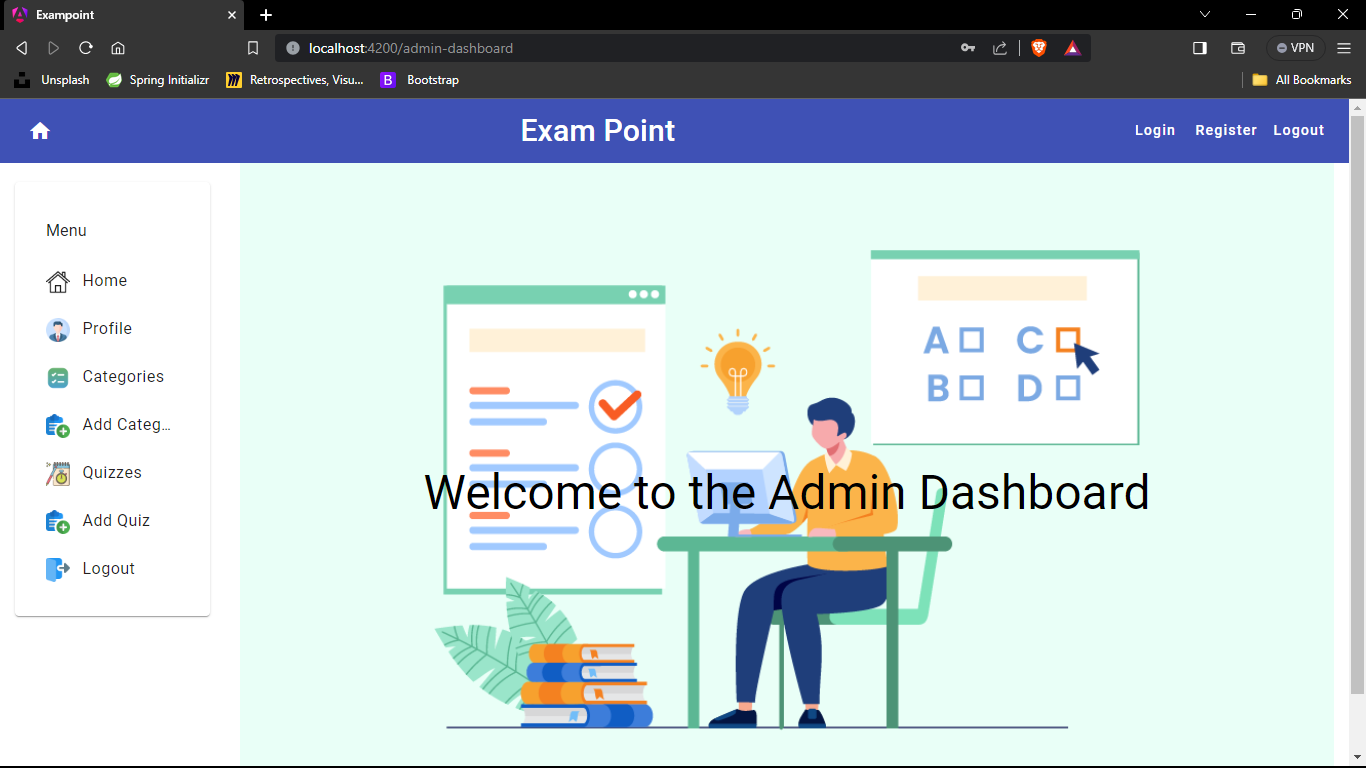 Exampoint
localhost:4200/admin-dashboard
VPN
Unsplash
Spring Initializr
Retrospectives, Visu...
B
Bootstrap
All Bookmarks
Exam Point
Login
Register
Logout
Menu
Home
Profile
Categories
Add Categ...
Quizzes
Add Quiz
Logout
A C
B D
Welcome to the Admin Dashboard